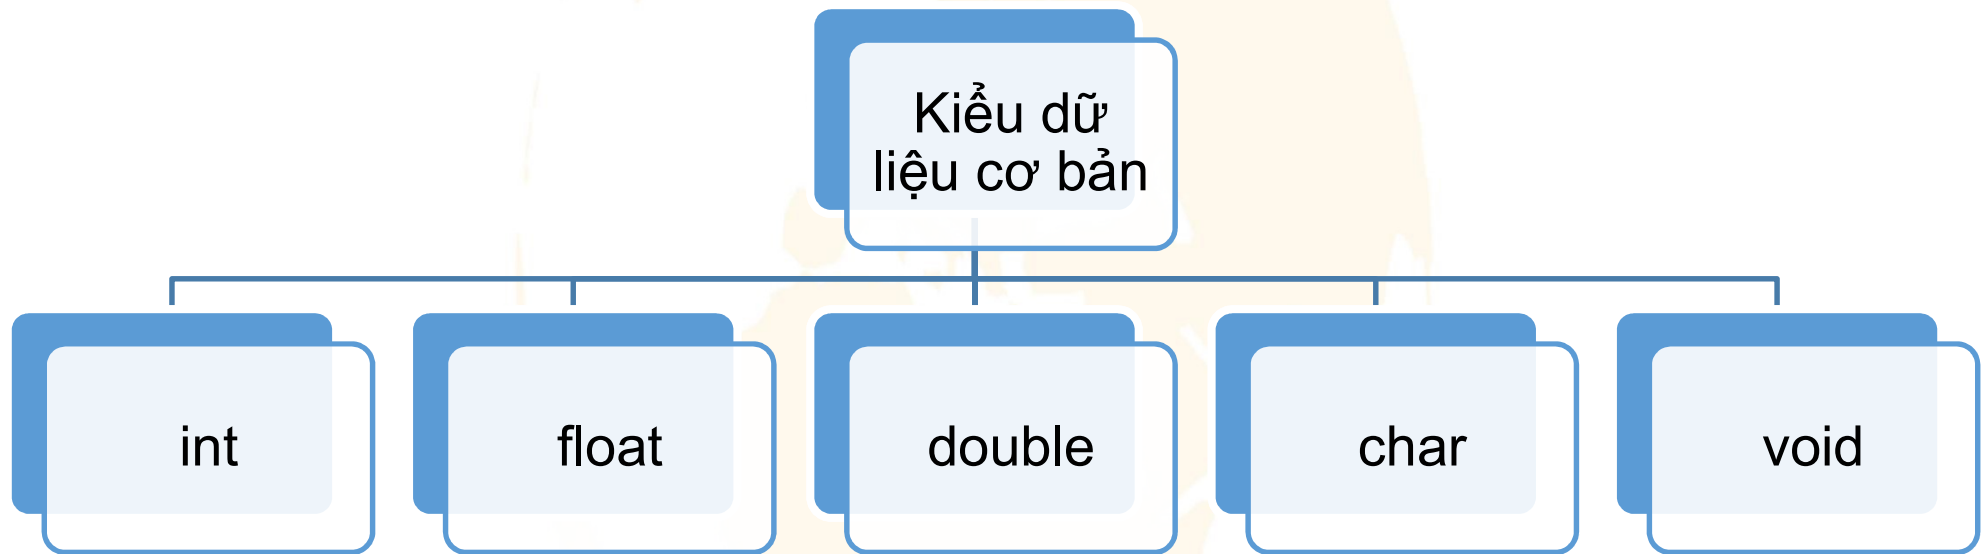 Kiểu dữ
liệu cơ bản
int
float
double
char
void